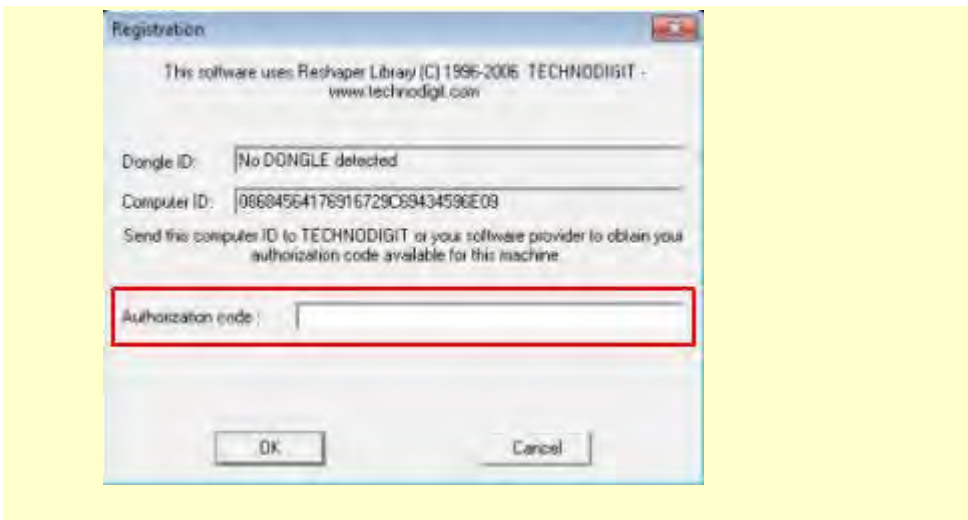 Registration
This software uses Reshaper Library (C) 1996-2006 TECHNODIGIT -
www.technodigit.com
Dongle ID: No DONGLE detected
Computer ID: 08684564176916729C69434596E09
Send this computer ID to TECHNODIGIT or your software provider to obtain your
authorization code available for this machine
Authorization code :
OK Cancel